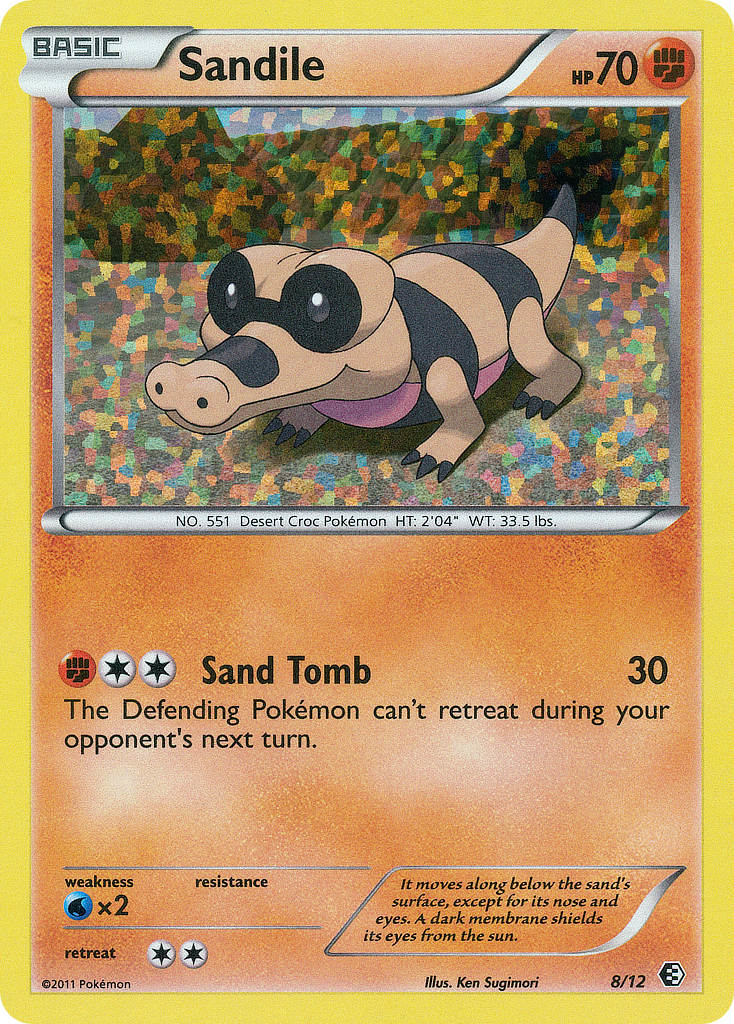 BASIC
Sandile
HP 70
NO. 551 Desert Croc Pokémon HT: 2'04" WT: 33.5 lbs.
Sand Tomb 30
The Defending Pokémon can't retreat during your
opponent's next turn.
weakness resistance
×2
It moves along below the sand's
surface, except for its nose and
eyes. A dark membrane shields
its eyes from the sun.
retreat
©2011 Pokémon Illus. Ken Sugimori 8/12